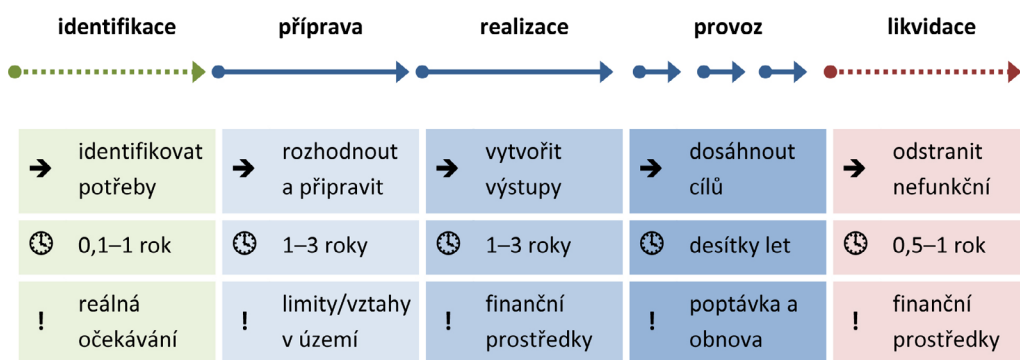 identifikace
příprava
realizace
provoz
likvidace
➔ identifikovat
potřeby
➔ rozhodnout
a připravit
➔ vytvořit
výstupy
➔ dosáhnout
cílů
➔ odstranit
nefunkční
0,1–1 rok
1–3 roky
1–3 roky
desítky let
0,5–1 rok
! reálná
očekávání
! limity/vztahy
v území
! finanční
prostředky
! poptávka a
obnova
! finanční
prostředky